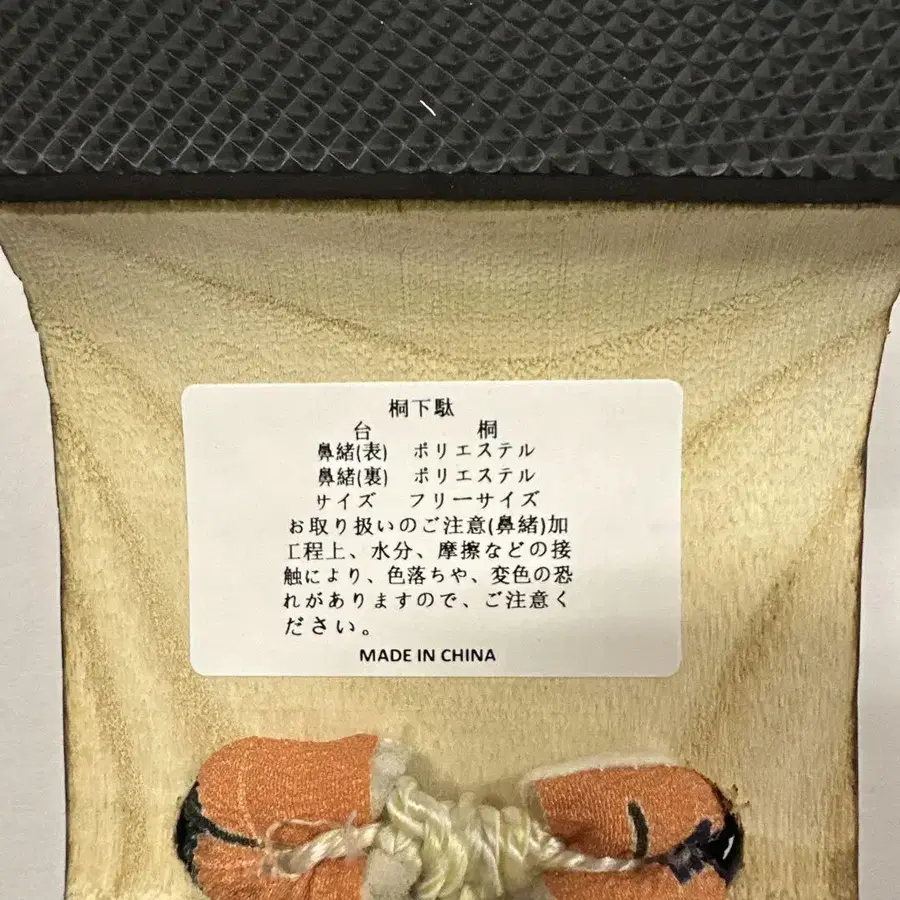 桐下駄
台 桐
鼻緒(表) ポリエステル
鼻緒(裏) ポリエステル
サイズ フリーサイズ
お取り扱いのご注意(鼻緒)加
工程上、水分、摩擦などの接
触により、色落ちや、変色の恐
れがありますので、ご注意く
ださい。
MADE IN CHINA